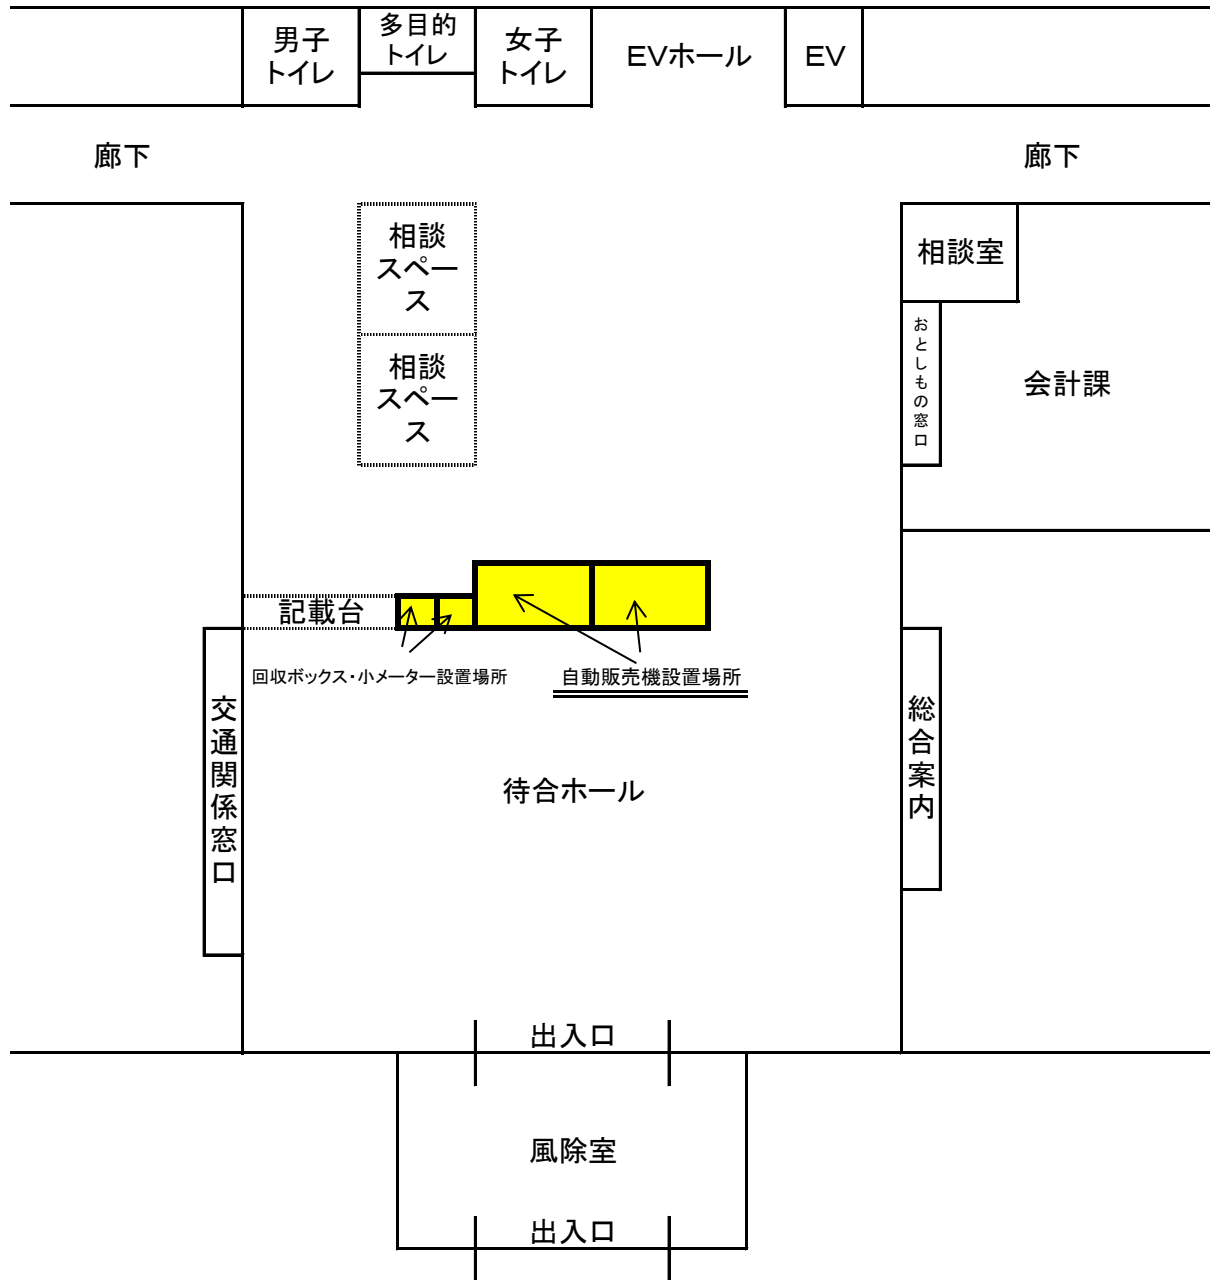 男子
トイレ
多目的
トイレ
女子
トイレ
EVホール
EV
廊下
廊下
相談
スペー
ス
相談室
相談
スペー
ス
おとしもの窓口
会計課
記載台
回収ボックス・小メーター設置場所
自動販売機設置場所
交通関係窓口
総合案内
待合ホール
出入口
風除室
出入口